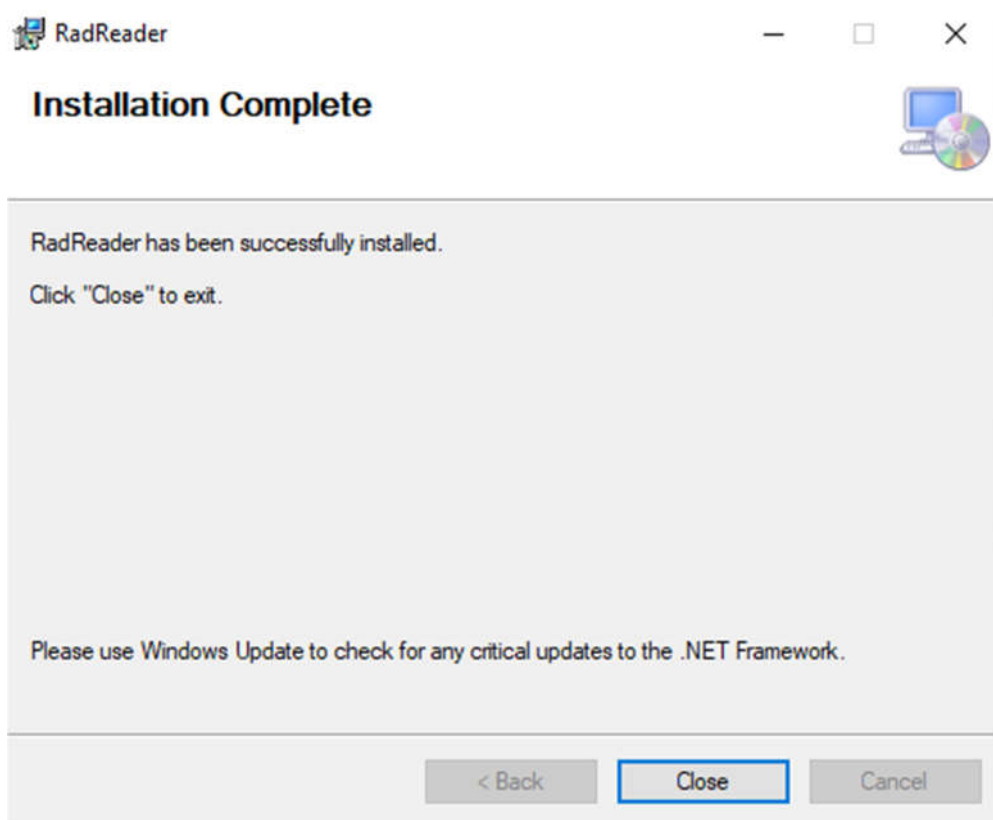 RadReader
Installation Complete
RadReader has been successfully installed.
Click "Close" to exit.
Please use Windows Update to check for any critical updates to the .NET Framework.
< Back
Close
Cancel